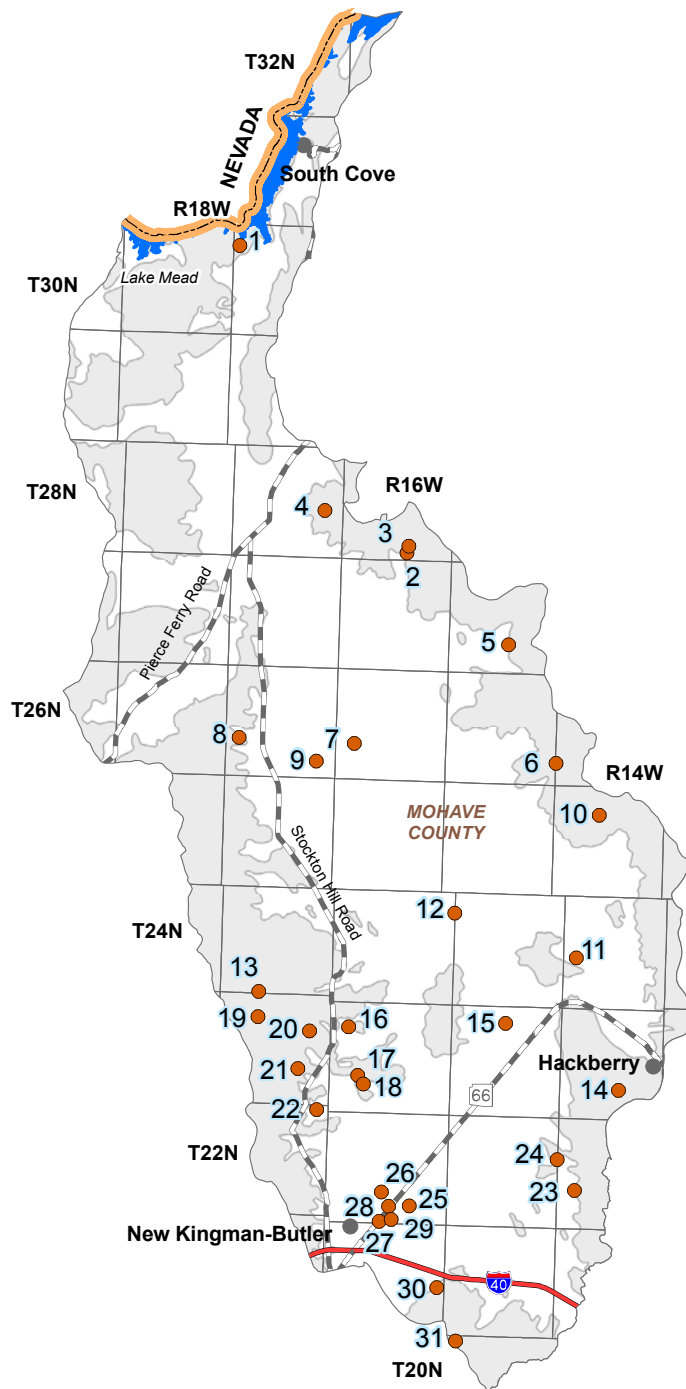 T32N
NEVADA
South Cove
R18W
1
Lake Mead
T30N
T28N
R16W
4
3
2
Pierce Ferry Road
5
T26N
8
7
9
6
R14W
10
MOHAVE
COUNTY
Stockton Hill Road
12
T24N
11
13
19
20
16
15
Hackberry
21
17
18
14
66
22
T22N
24
23
26
28
25
New Kingman-Butler
27
29
40
30
31
T20N